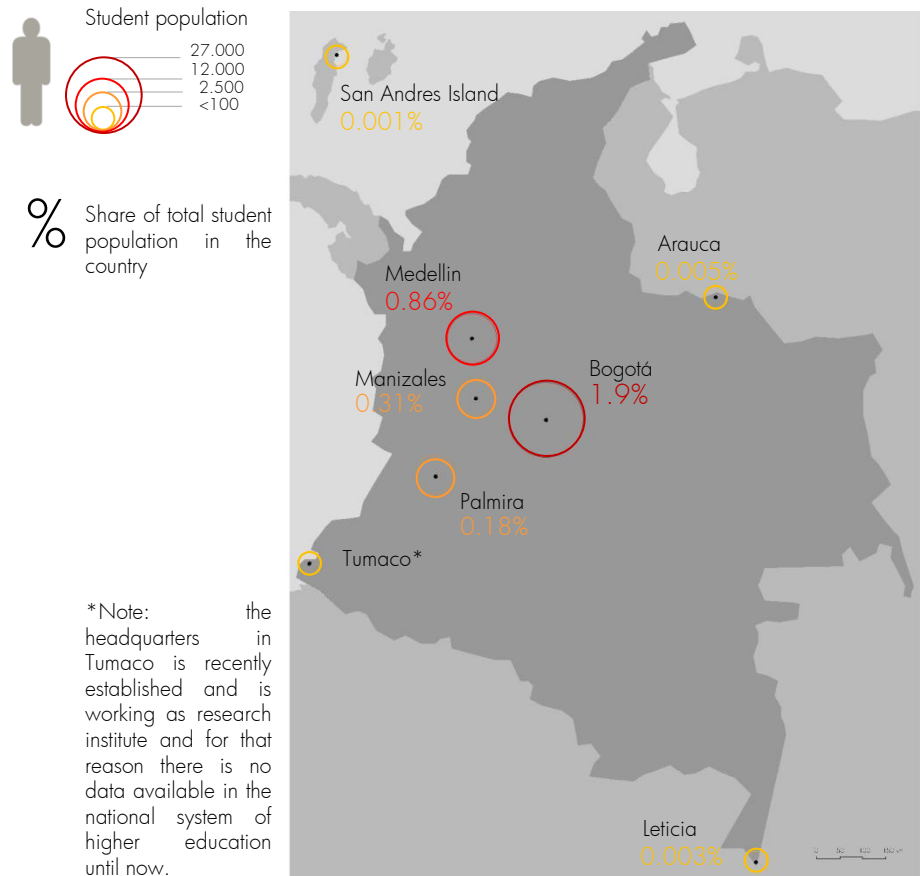 Student population
27.000
12.000
2.500
<100
%
Share of total student
population in the
country
San Andres Island
0.001%
Arauca
0.005%
Medellin
0.86%
Manizales
0.31%
Bogotá
1.9%
Palmira
0.18%
Tumaco*
*Note: the
headquarters in
Tumaco is recently
established and is
working as research
institute and for that
reason there is no
data available in the
national system of
higher education
until now.
Leticia
0.003%
0 50 100